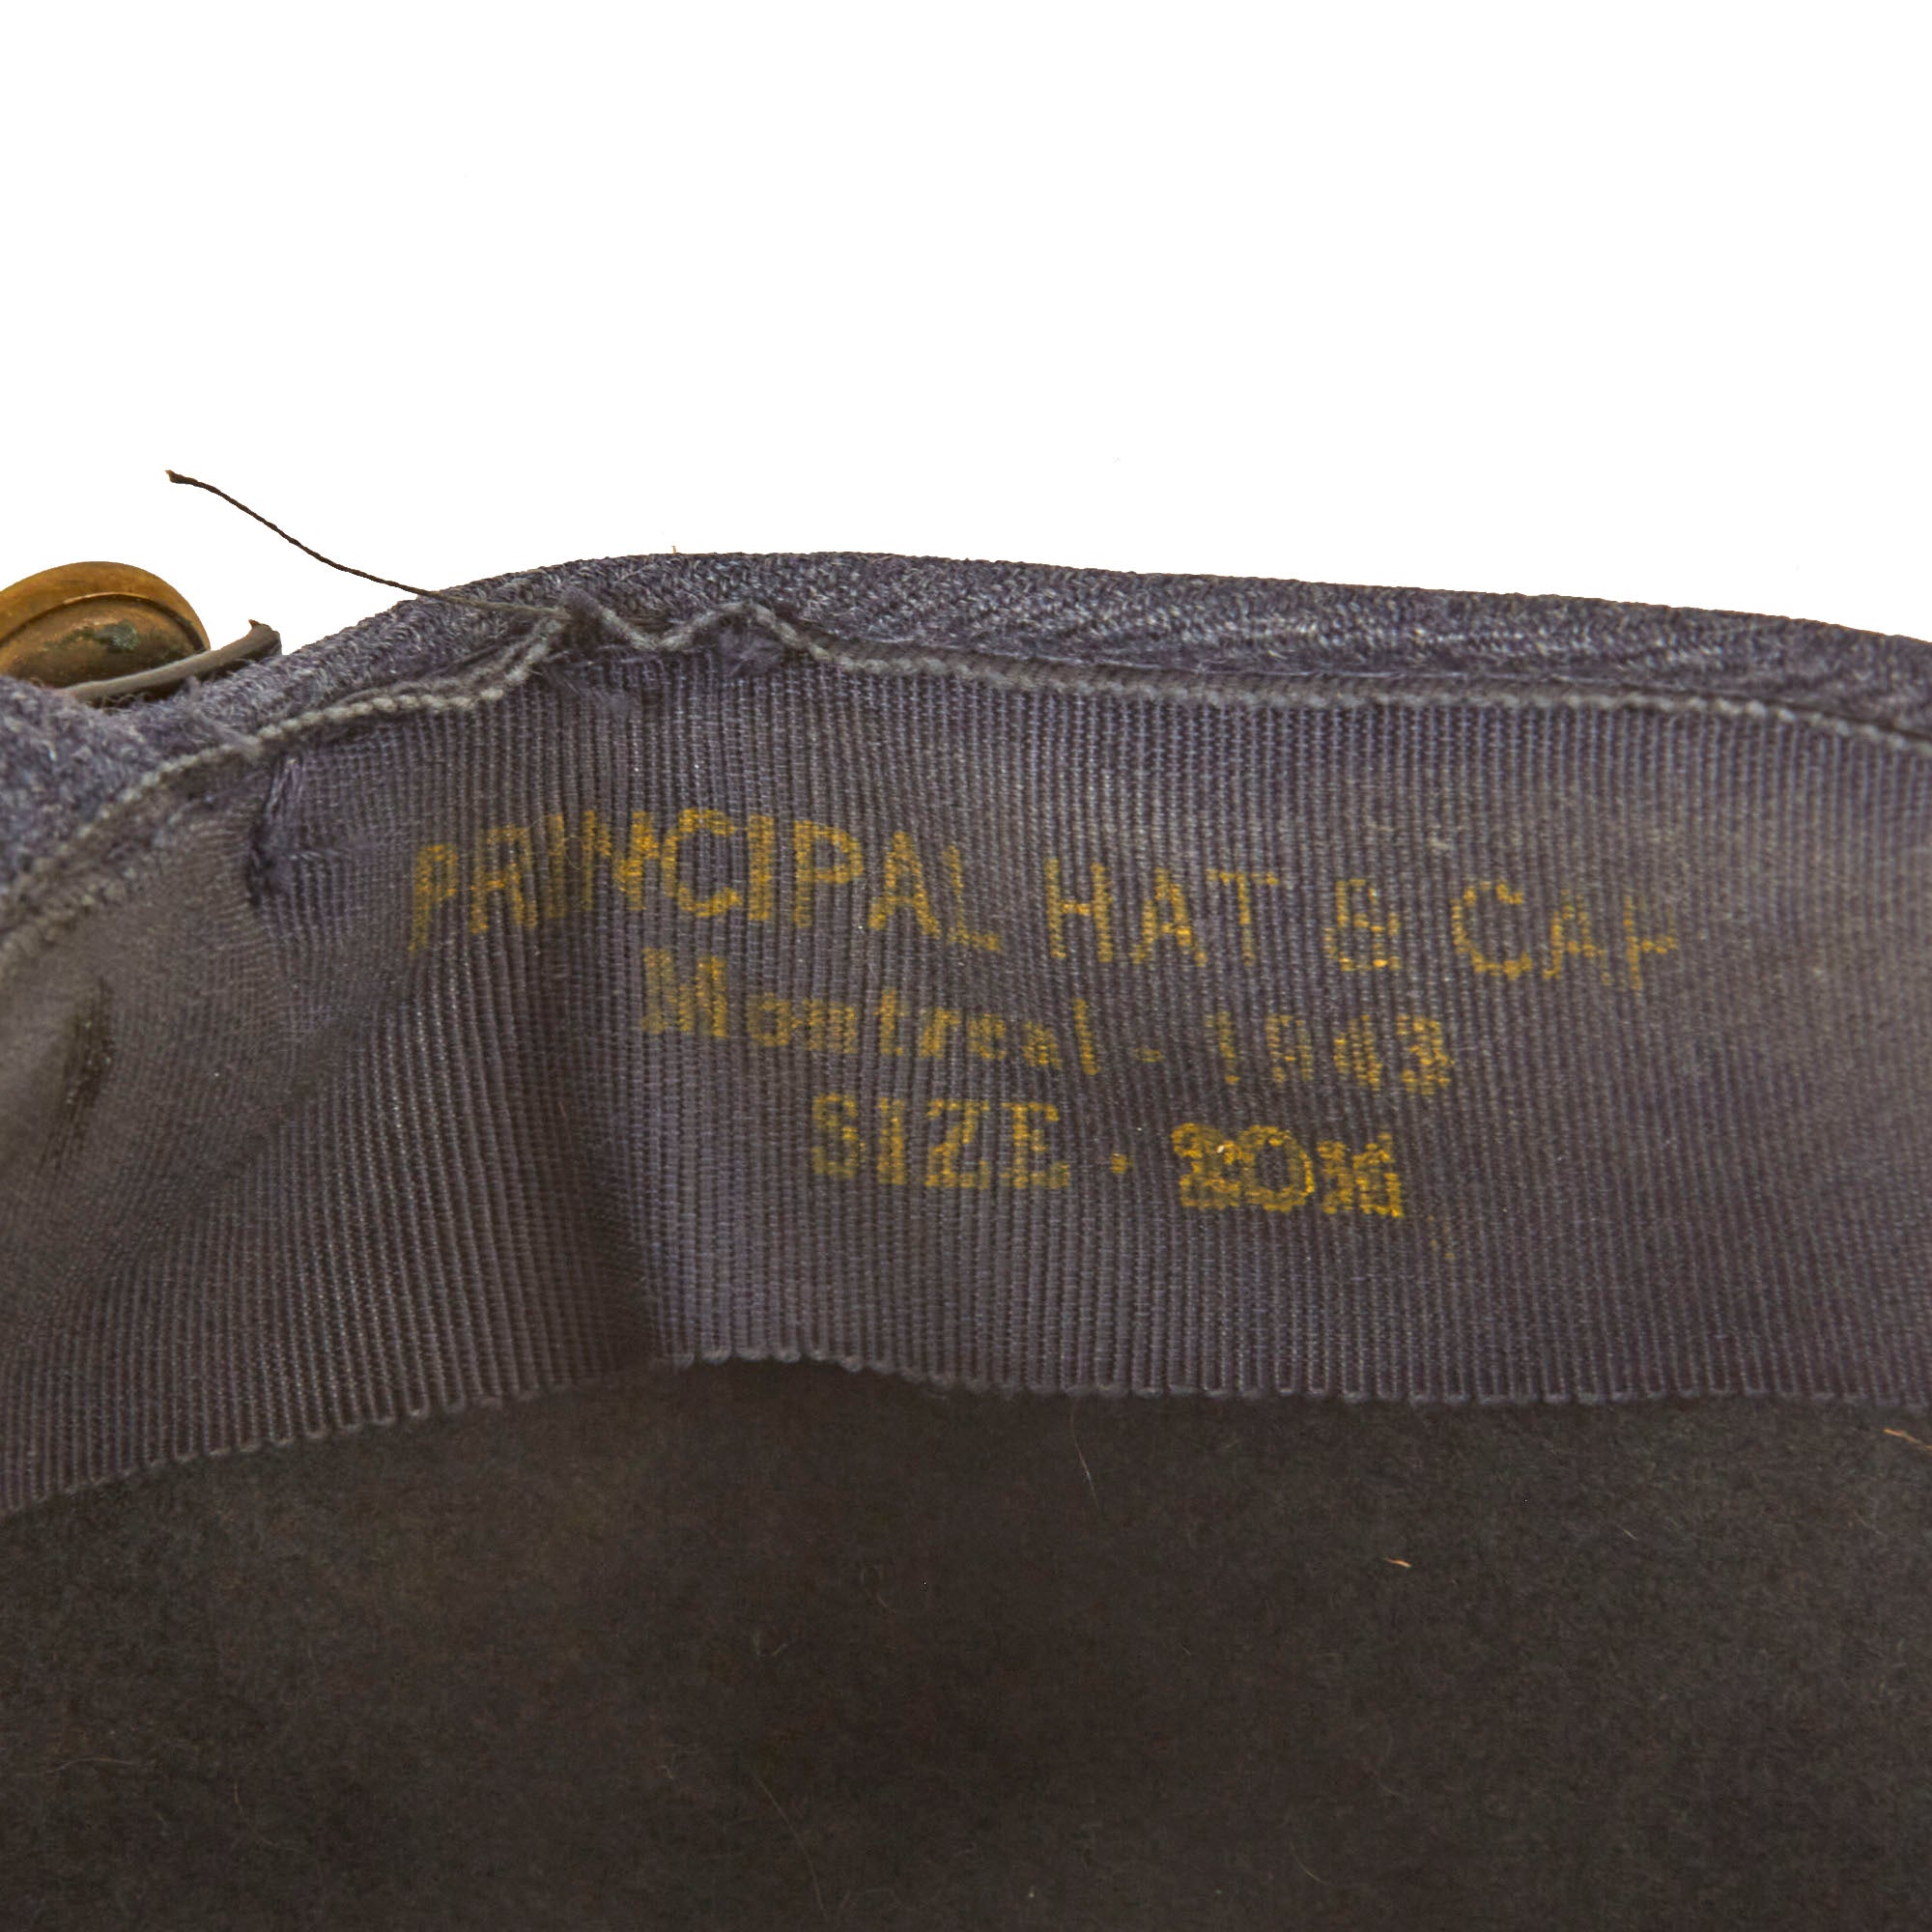 PRINCIPAL HAT & CAP
Montreal - 1943
SIZE.